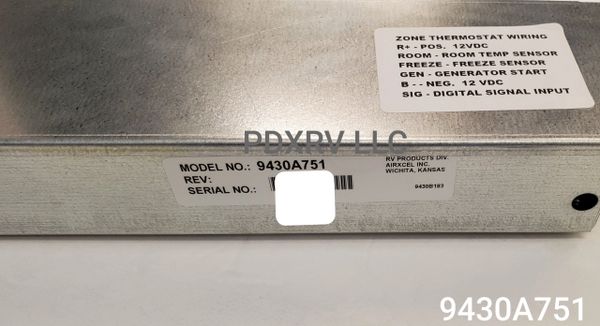 ZONE THERMOSTAT WIRING
R+ - POS. 12VDC
ROOM - ROOM TEMP SENSOR
FREEZE - FREEZE SENSOR
GEN - GENERATOR START
B - - NEG. 12 VDC
SIG - DIGITAL SIGNAL INPUT
PDXRV LLC
MODEL NO.: 9430A751
REV:
SERIAL NO.:
RV PRODUCTS DIV.
AIRXCEL INC.
WICHITA, KANSAS
9430B183
9430A751